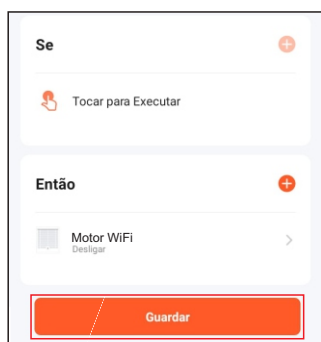 Se
Tocar para Executar
Então
Motor WiFi
Desligar
Guardar